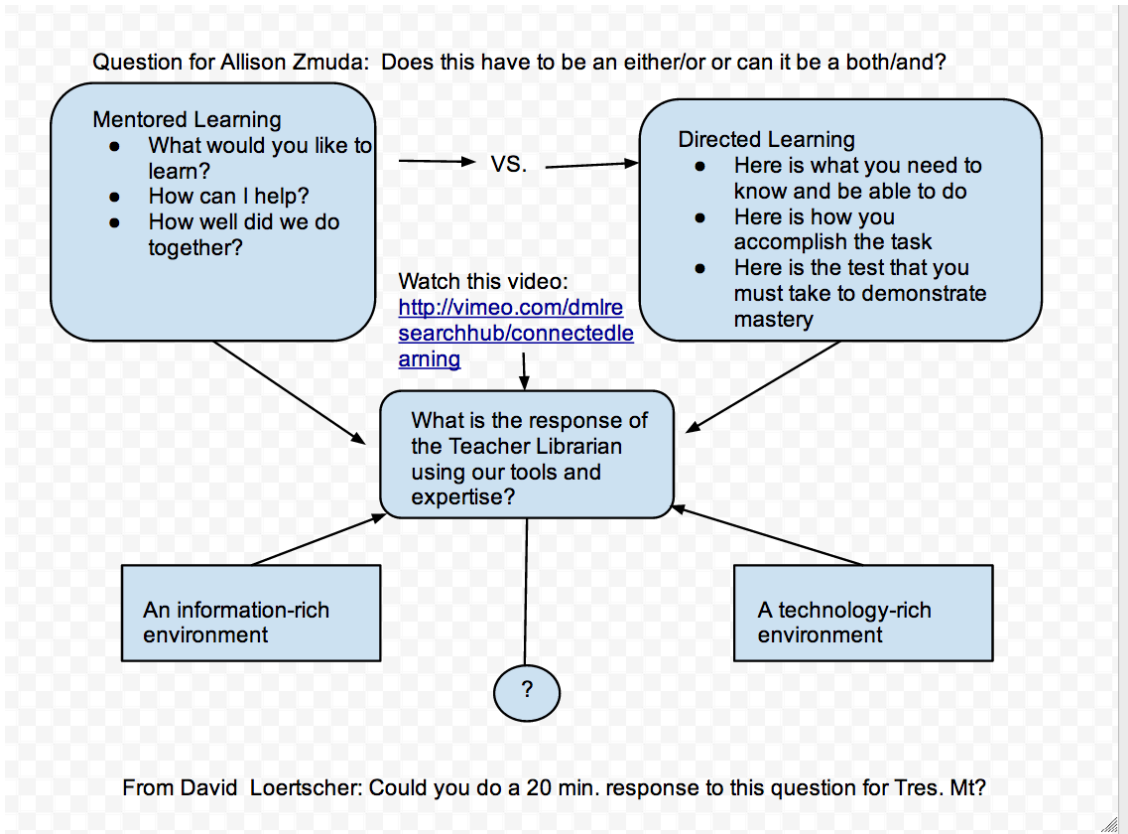 Question for Allison Zmuda:  Does this have to be an either/or or can it be a both/and?
Mentored Learning
● What would you like to
learn?
● How can I help?
● How well did we do
together?
VS.
Directed Learning
● Here is what you need to
know and be able to do
● Here is how you
accomplish the task
● Here is the test that you
must take to demonstrate
mastery
Watch this video:
http://vimeo.com/dmlre
searchhub/connectedle
arning
What is the response of
the Teacher Librarian
using our tools and
expertise?
An information-rich
environment
A technology-rich
environment
?
From David  Loertscher: Could you do a 20 min. response to this question for Tres. Mt?